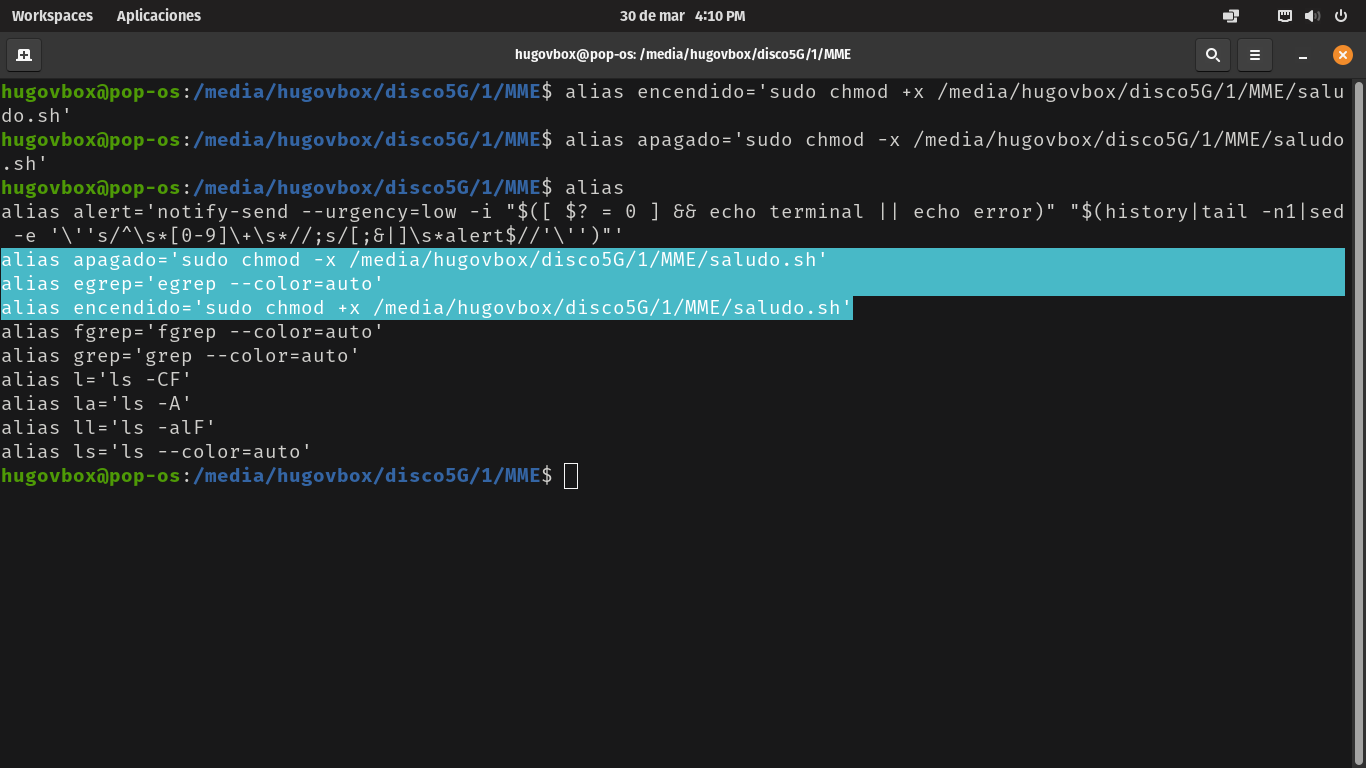 Workspaces Aplicaciones 30 de mar 4:10 PM
hugovbox@pop-os: /media/hugovbox/disco5G/1/MME
hugovbox@pop-os:/media/hugovbox/disco5G/1/MME$ alias encendido='sudo chmod +x /media/hugovbox/disco5G/1/MME/salu
do.sh'
hugovbox@pop-os:/media/hugovbox/disco5G/1/MME$ alias apagado='sudo chmod -x /media/hugovbox/disco5G/1/MME/saludo
.sh'
hugovbox@pop-os:/media/hugovbox/disco5G/1/MME$ alias
alias alert='notify-send --urgency=low -i "$([ $? = 0 ] && echo terminal || echo error)" "$(history|tail -n1|sed
 -e '\''s/^\s*[0-9]\+\s*//;s/[;&|]\s*alert$//'\'')"'
alias apagado='sudo chmod -x /media/hugovbox/disco5G/1/MME/saludo.sh'
alias egrep='egrep --color=auto'
alias encendido='sudo chmod +x /media/hugovbox/disco5G/1/MME/saludo.sh'
alias fgrep='fgrep --color=auto'
alias grep='grep --color=auto'
alias l='ls -CF'
alias la='ls -A'
alias ll='ls -alF'
alias ls='ls --color=auto'
hugovbox@pop-os:/media/hugovbox/disco5G/1/MME$